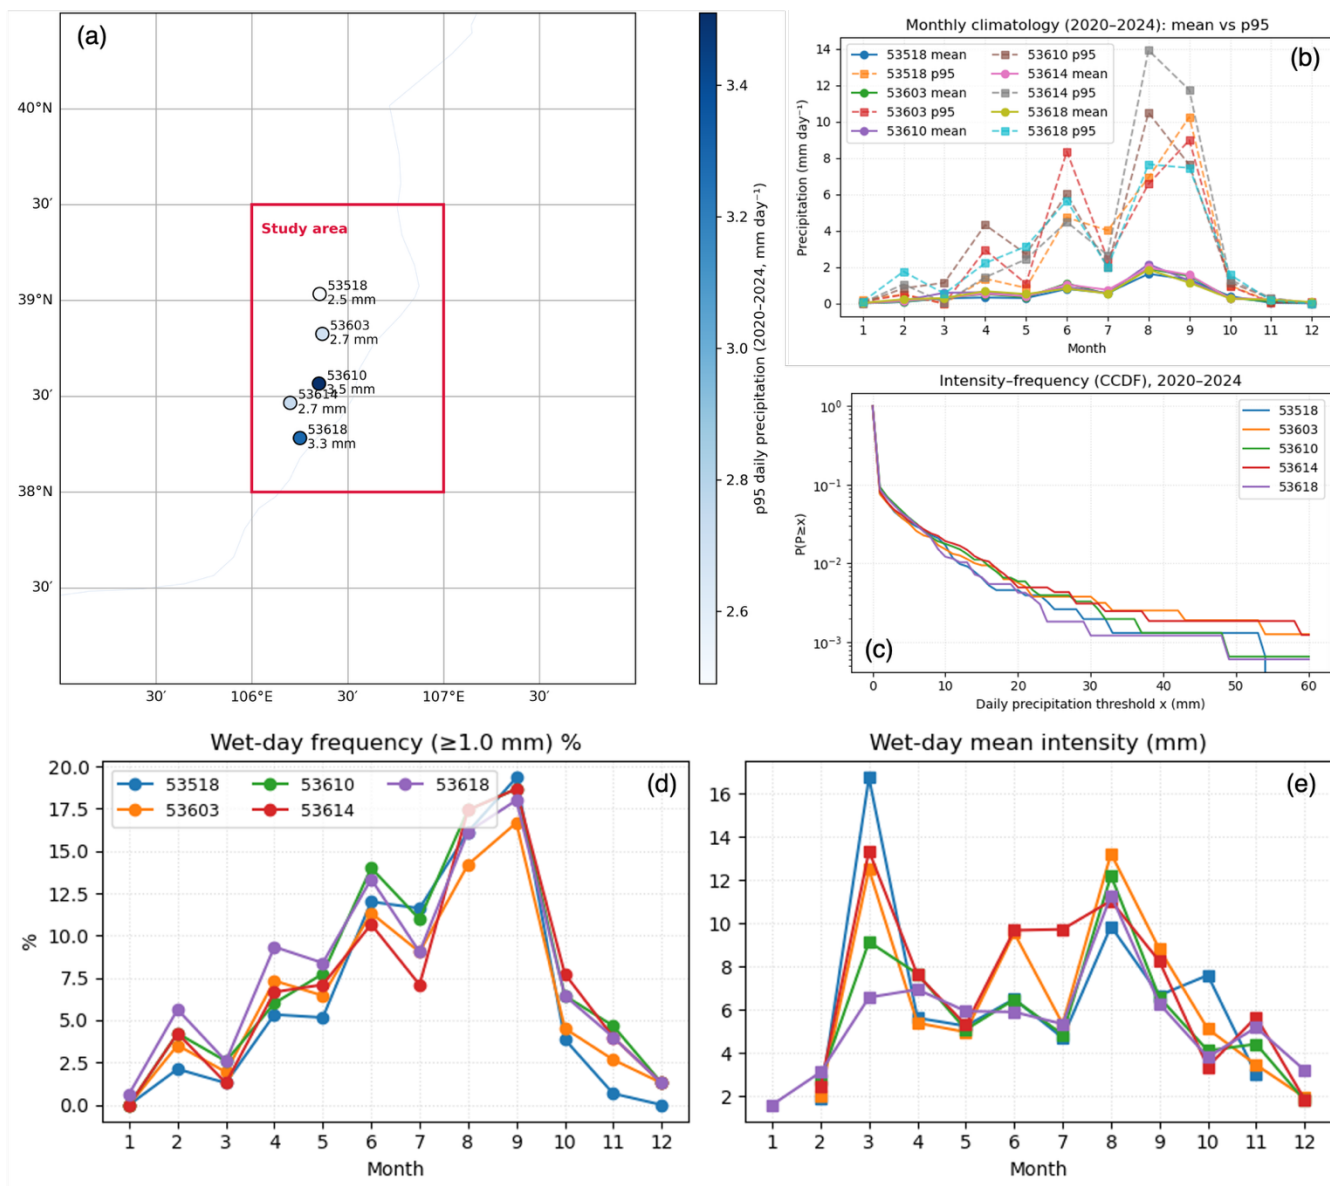 (a)
40°N
30′
39°N
30′
38°N
30′
30′
106°E
30′
107°E
30′
Study area
53518
2.5 mm
53603
2.7 mm
53610
3.5 mm
53614
2.7 mm
53618
3.3 mm
3.4
3.2
3.0
2.8
2.6
p95 daily precipitation (2020–2024, mm day⁻¹)
Monthly climatology (2020–2024): mean vs p95
(b)
53518 mean
53518 p95
53603 mean
53603 p95
53610 mean
53610 p95
53614 mean
53614 p95
53618 mean
53618 p95
Precipitation (mm day⁻¹)
14
12
10
8
6
4
2
0
1 2 3 4 5 6 7 8 9 10 11 12
Month
Intensity–frequency (CCDF), 2020–2024
53518
53603
53610
53614
53618
P(P≥x)
10⁰
10⁻¹
10⁻²
10⁻³
(c)
0 10 20 30 40 50 60
Daily precipitation threshold x (mm)
Wet-day frequency (≥1.0 mm) %
(d)
53518
53603
53610
53614
53618
%
20.0
17.5
15.0
12.5
10.0
7.5
5.0
2.5
0.0
1 2 3 4 5 6 7 8 9 10 11 12
Month
Wet-day mean intensity (mm)
(e)
16
14
12
10
8
6
4
2
1 2 3 4 5 6 7 8 9 10 11 12
Month